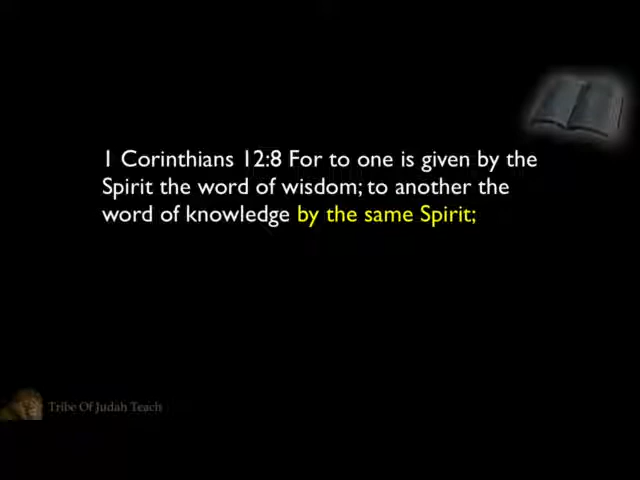 1 Corinthians 12:8 For to one is given by the
Spirit the word of wisdom; to another the
word of knowledge by the same Spirit;
Tribe Of Judah Teach